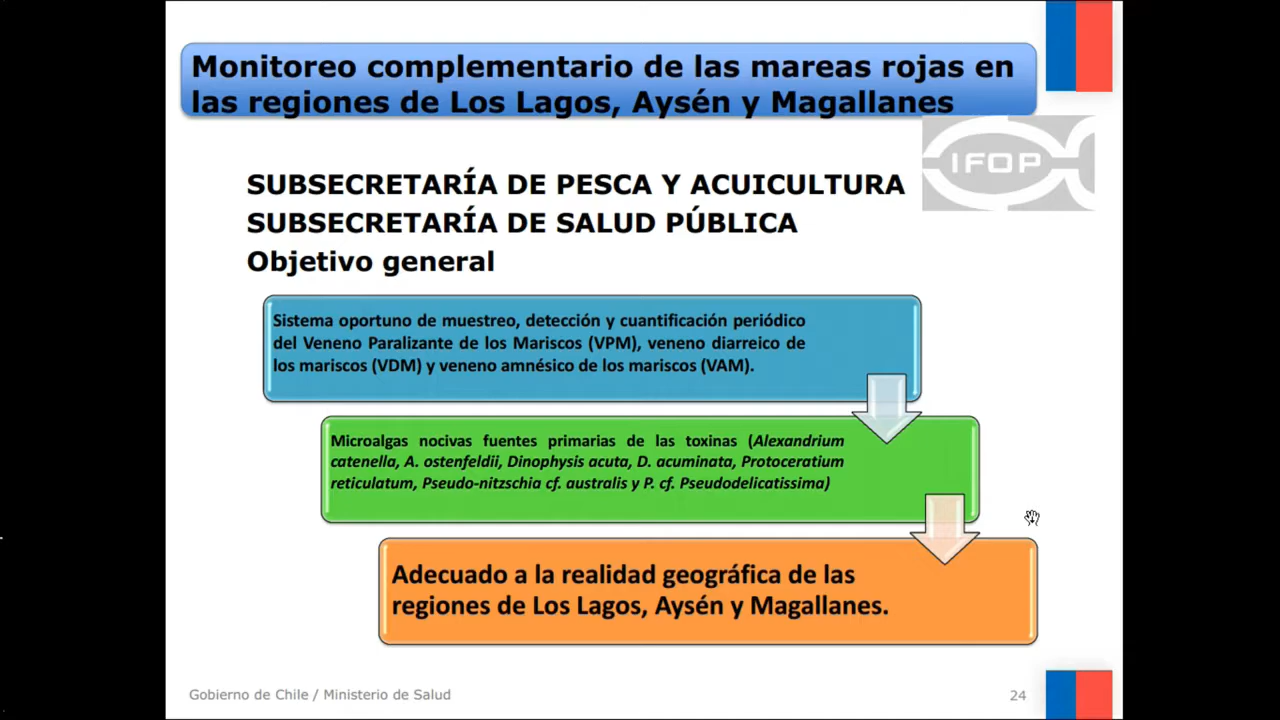 Monitoreo complementario de las mareas rojas en
las regiones de Los Lagos, Aysén y Magallanes
IFOP
SUBSECRETARÍA DE PESCA Y ACUICULTURA
SUBSECRETARÍA DE SALUD PÚBLICA
Objetivo general
Sistema oportuno de muestreo, detección y cuantificación periódico
del Veneno Paralizante de los Mariscos (VPM), veneno diarreico de
los mariscos (VDM) y veneno amnésico de los mariscos (VAM).
Microalgas nocivas fuentes primarias de las toxinas (Alexandrium
catenella, A. ostenfeldii, Dinophysis acuta, D. acuminata, Protoceratium
reticulatum, Pseudo-nitzschia cf. australis y P. cf. Pseudodelicatissima)
Adecuado a la realidad geográfica de las
regiones de Los Lagos, Aysén y Magallanes.
Gobierno de Chile / Ministerio de Salud
24